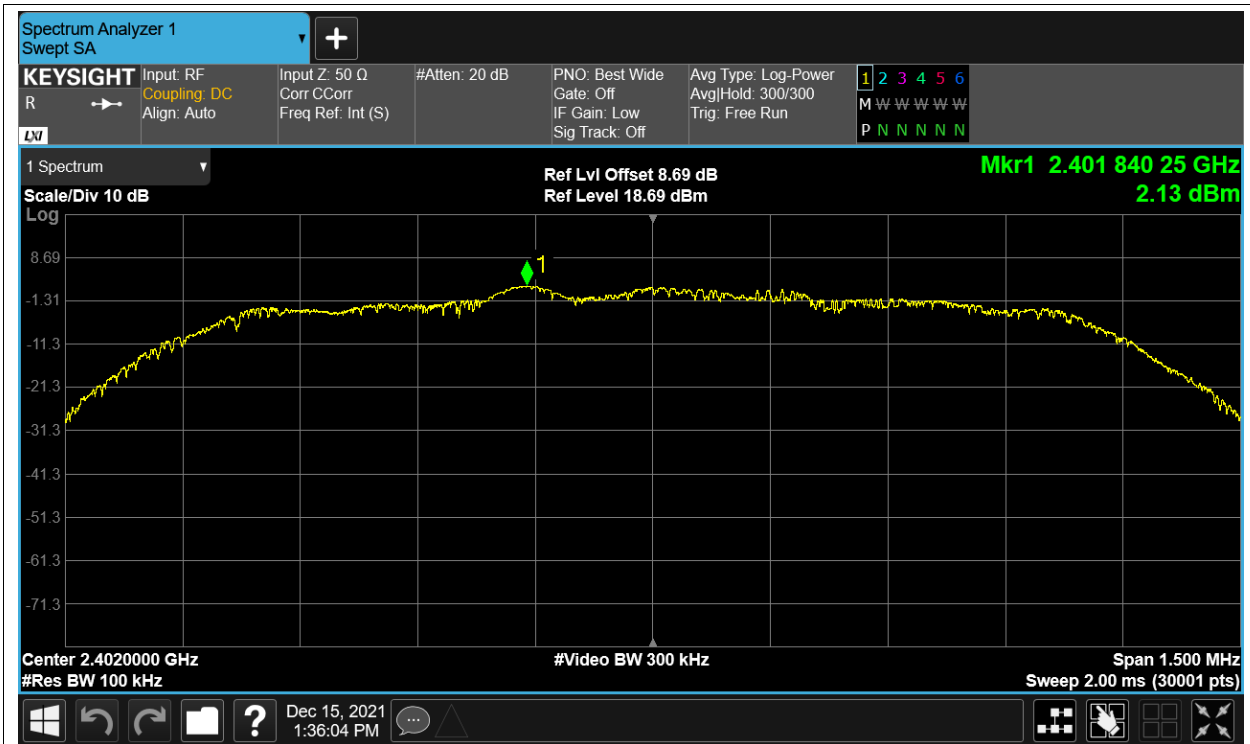 Spectrum Analyzer 1
Swept SA
KEYSIGHT
R
LXI
Input: RF
Coupling: DC
Align: Auto
Input Z: 50 Ω
Corr CCorr
Freq Ref: Int (S)
#Atten: 20 dB
PNO: Best Wide
Gate: Off
IF Gain: Low
Sig Track: Off
Avg Type: Log-Power
Avg|Hold: 300/300
Trig: Free Run
1 2 3 4 5 6
M W W W W W W
P N N N N N
1 Spectrum
Scale/Div 10 dB
Log
Ref Lvl Offset 8.69 dB
Ref Level 18.69 dBm
Mkr1 2.401 840 25 GHz
2.13 dBm
8.69
1
-1.31
-11.3
-21.3
-31.3
-41.3
-51.3
-61.3
-71.3
Center 2.4020000 GHz
#Video BW 300 kHz
Span 1.500 MHz
#Res BW 100 kHz
Sweep 2.00 ms (30001 pts)
?
Dec 15, 2021
1:36:04 PM